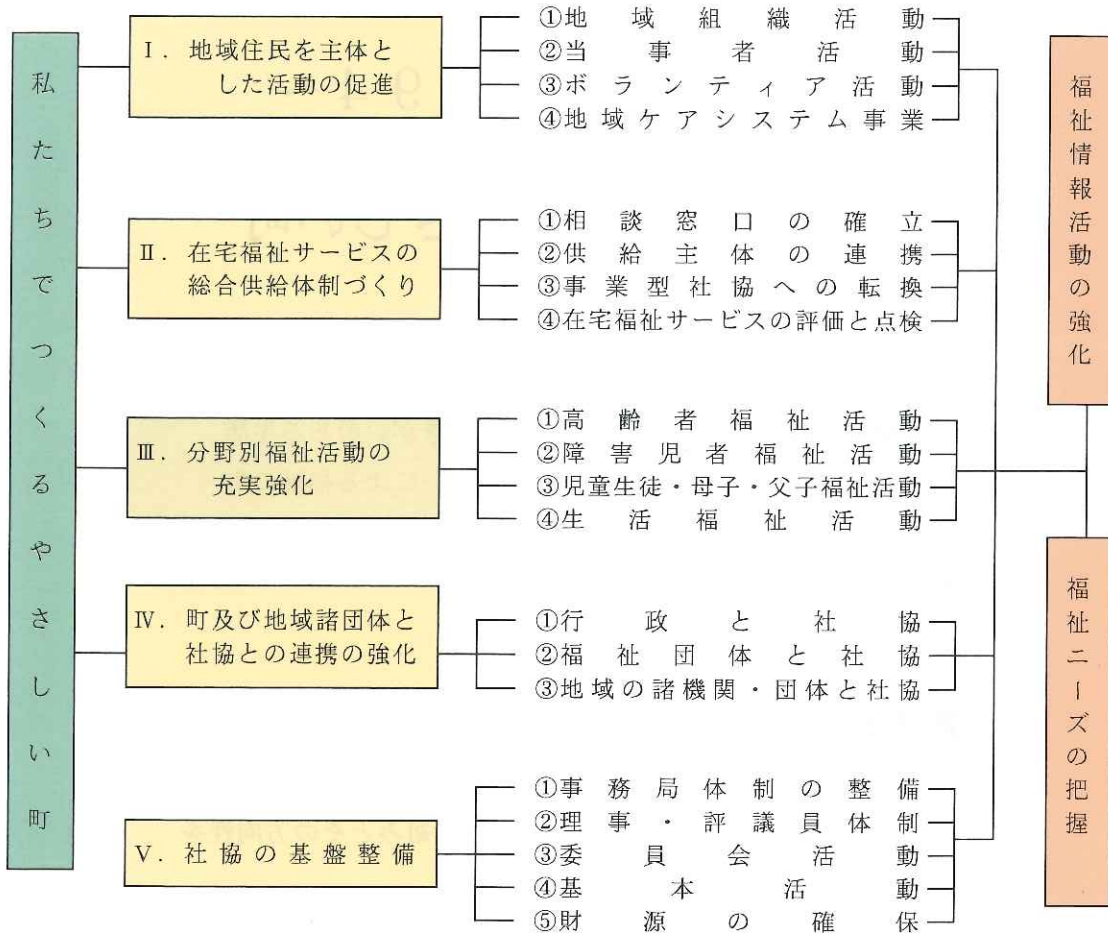 私たちでつくるやさしい町
Ⅰ．地域住民を主体と
した活動の促進
①地域組織活動
②当事者活動
③ボランティア活動
④地域ケアシステム事業
Ⅱ．在宅福祉サービスの
総合供給体制づくり
①相談窓口の確立
②供給主体の連携
③事業型社協への転換
④在宅福祉サービスの評価と点検
Ⅲ．分野別福祉活動の
充実強化
①高齢者福祉活動
②障害児者福祉活動
③児童生徒・母子・父子福祉活動
④生活福祉活動
Ⅳ．町及び地域諸団体と
社協との連携の強化
①行政と社協
②福祉団体と社協
③地域の諸機関・団体と社協
Ⅴ．社協の基盤整備
①事務局体制の整備
②理事・評議員体制
③委員会活動
④基本活動
⑤財源の確保
福祉情報活動の強化
福祉ニーズの把握